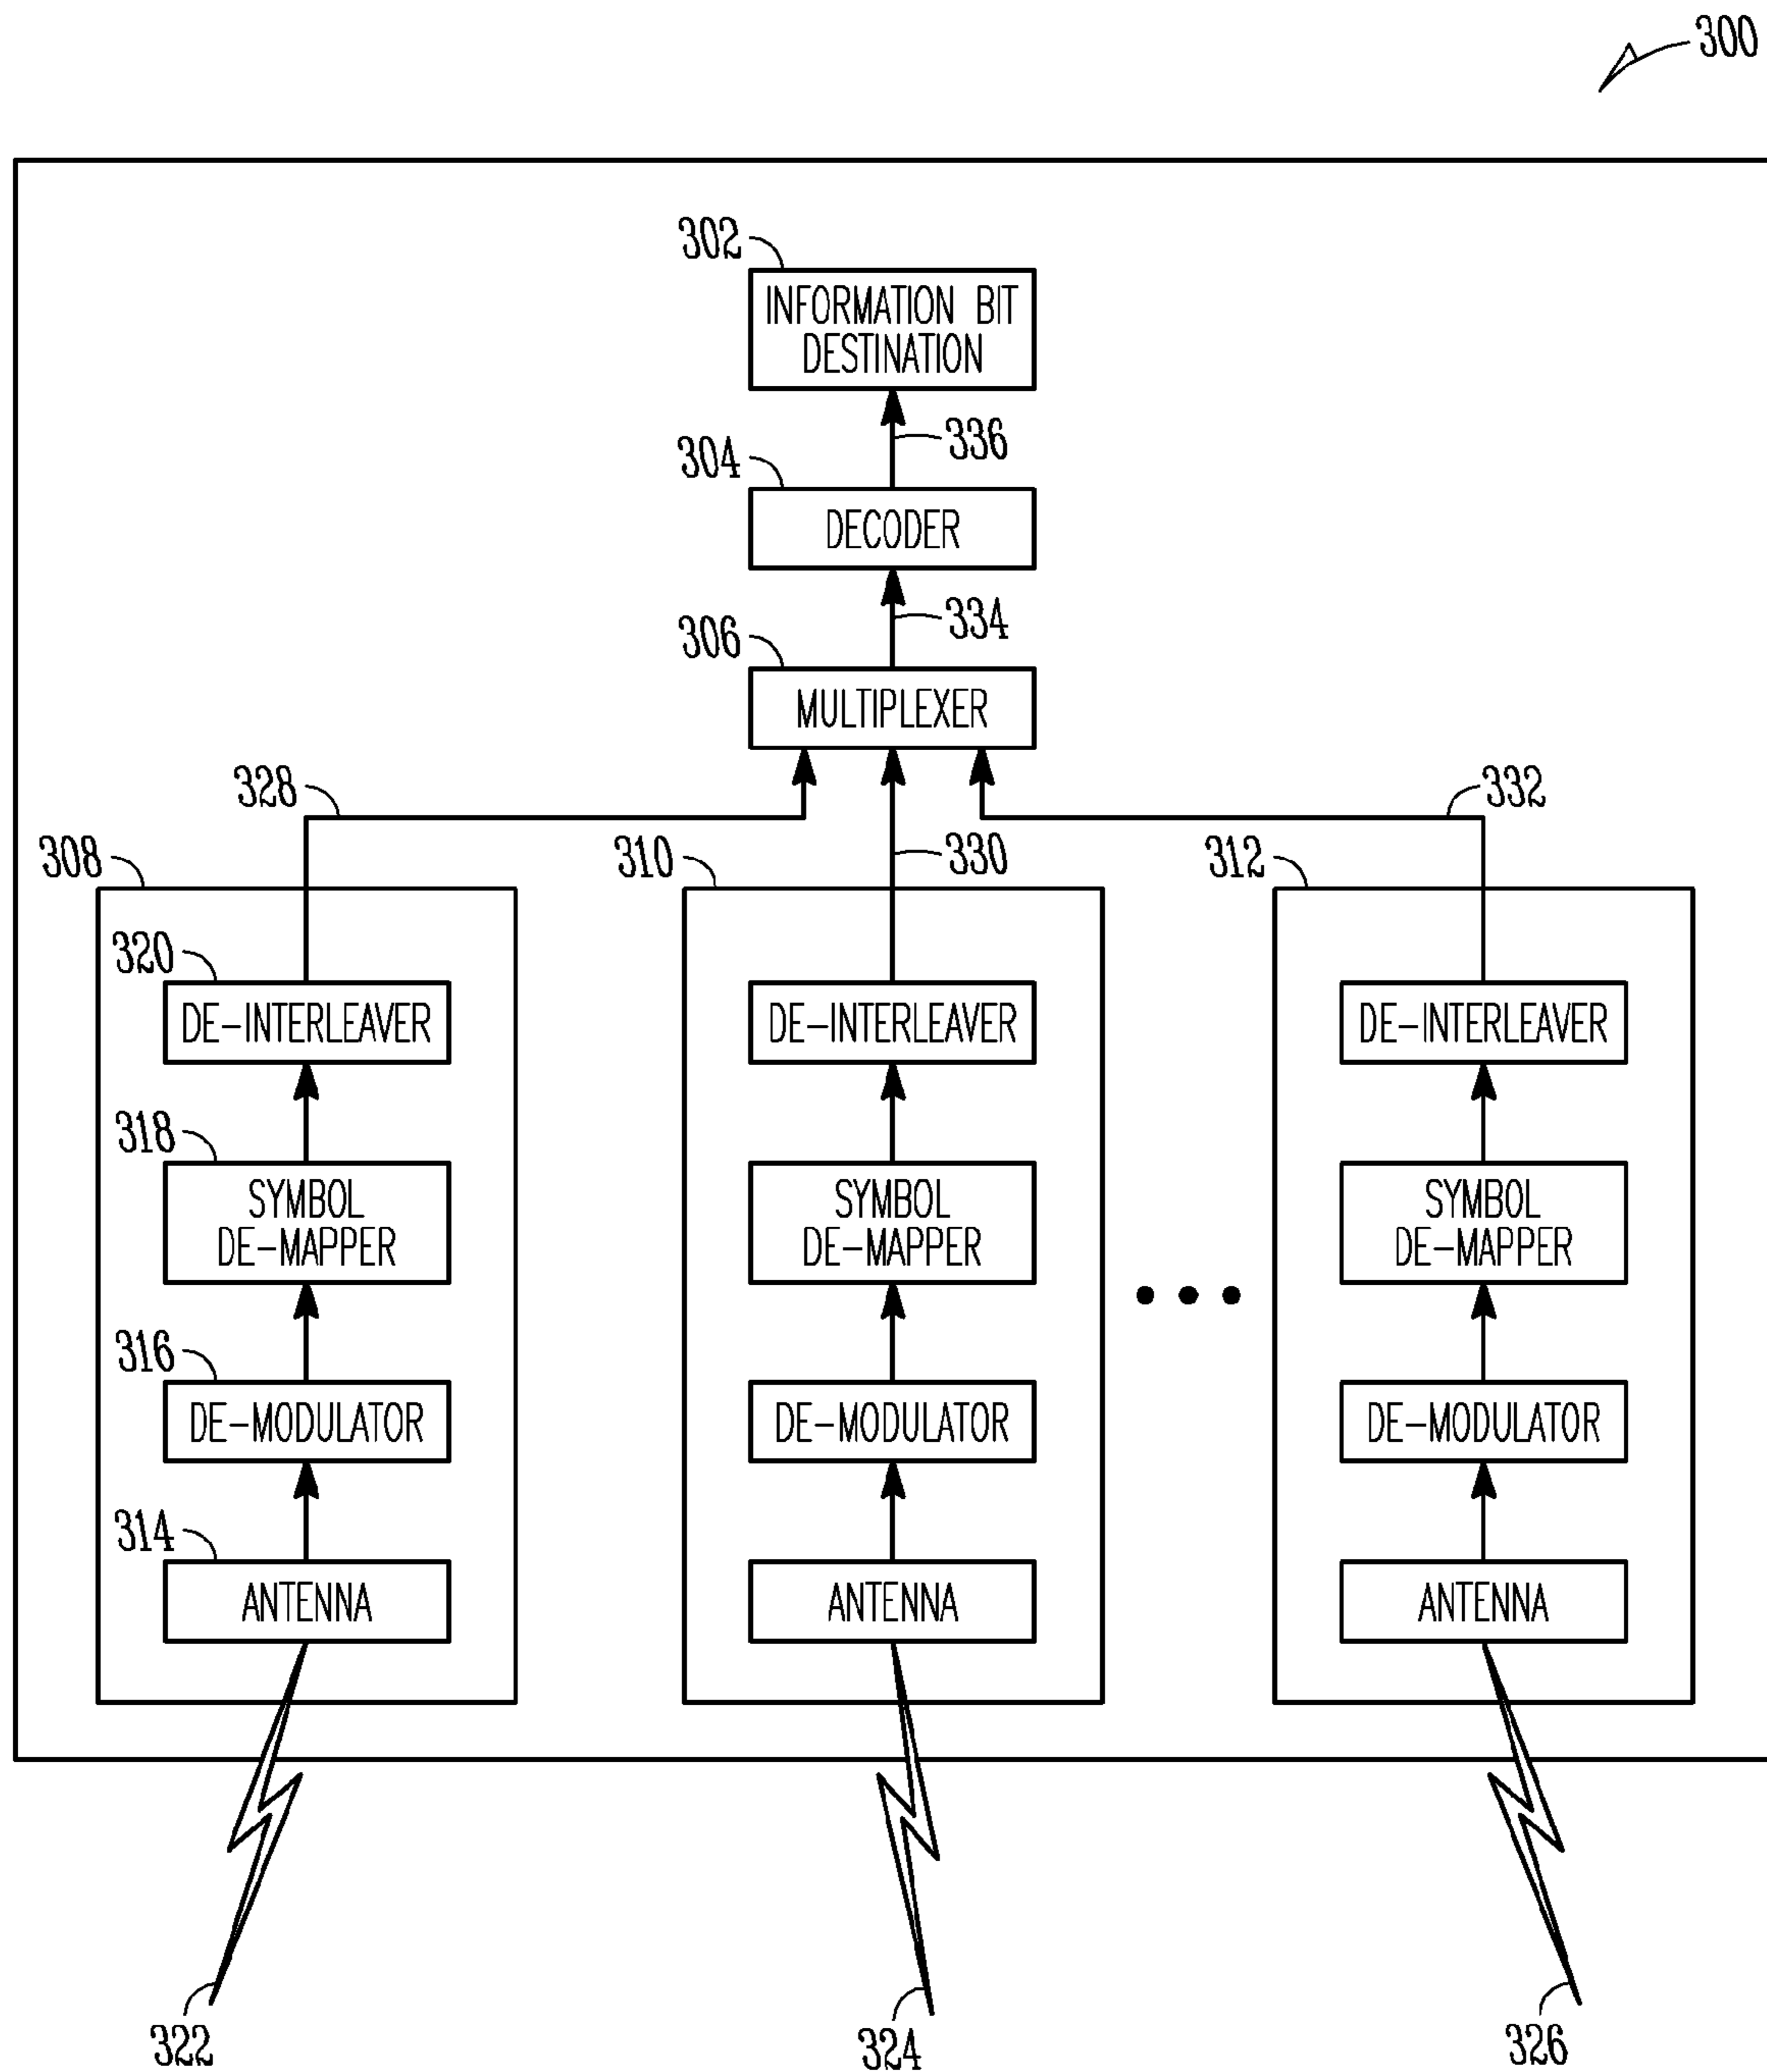 300
302
INFORMATION BIT
DESTINATION
336
304
DECODER
334
306
MULTIPLEXER
328
332
308
310
330
312
320
DE-INTERLEAVER
DE-INTERLEAVER
DE-INTERLEAVER
318
SYMBOL
DE-MAPPER
SYMBOL
DE-MAPPER
SYMBOL
DE-MAPPER
316
DE-MODULATOR
DE-MODULATOR
DE-MODULATOR
314
ANTENNA
ANTENNA
ANTENNA
322
324
326